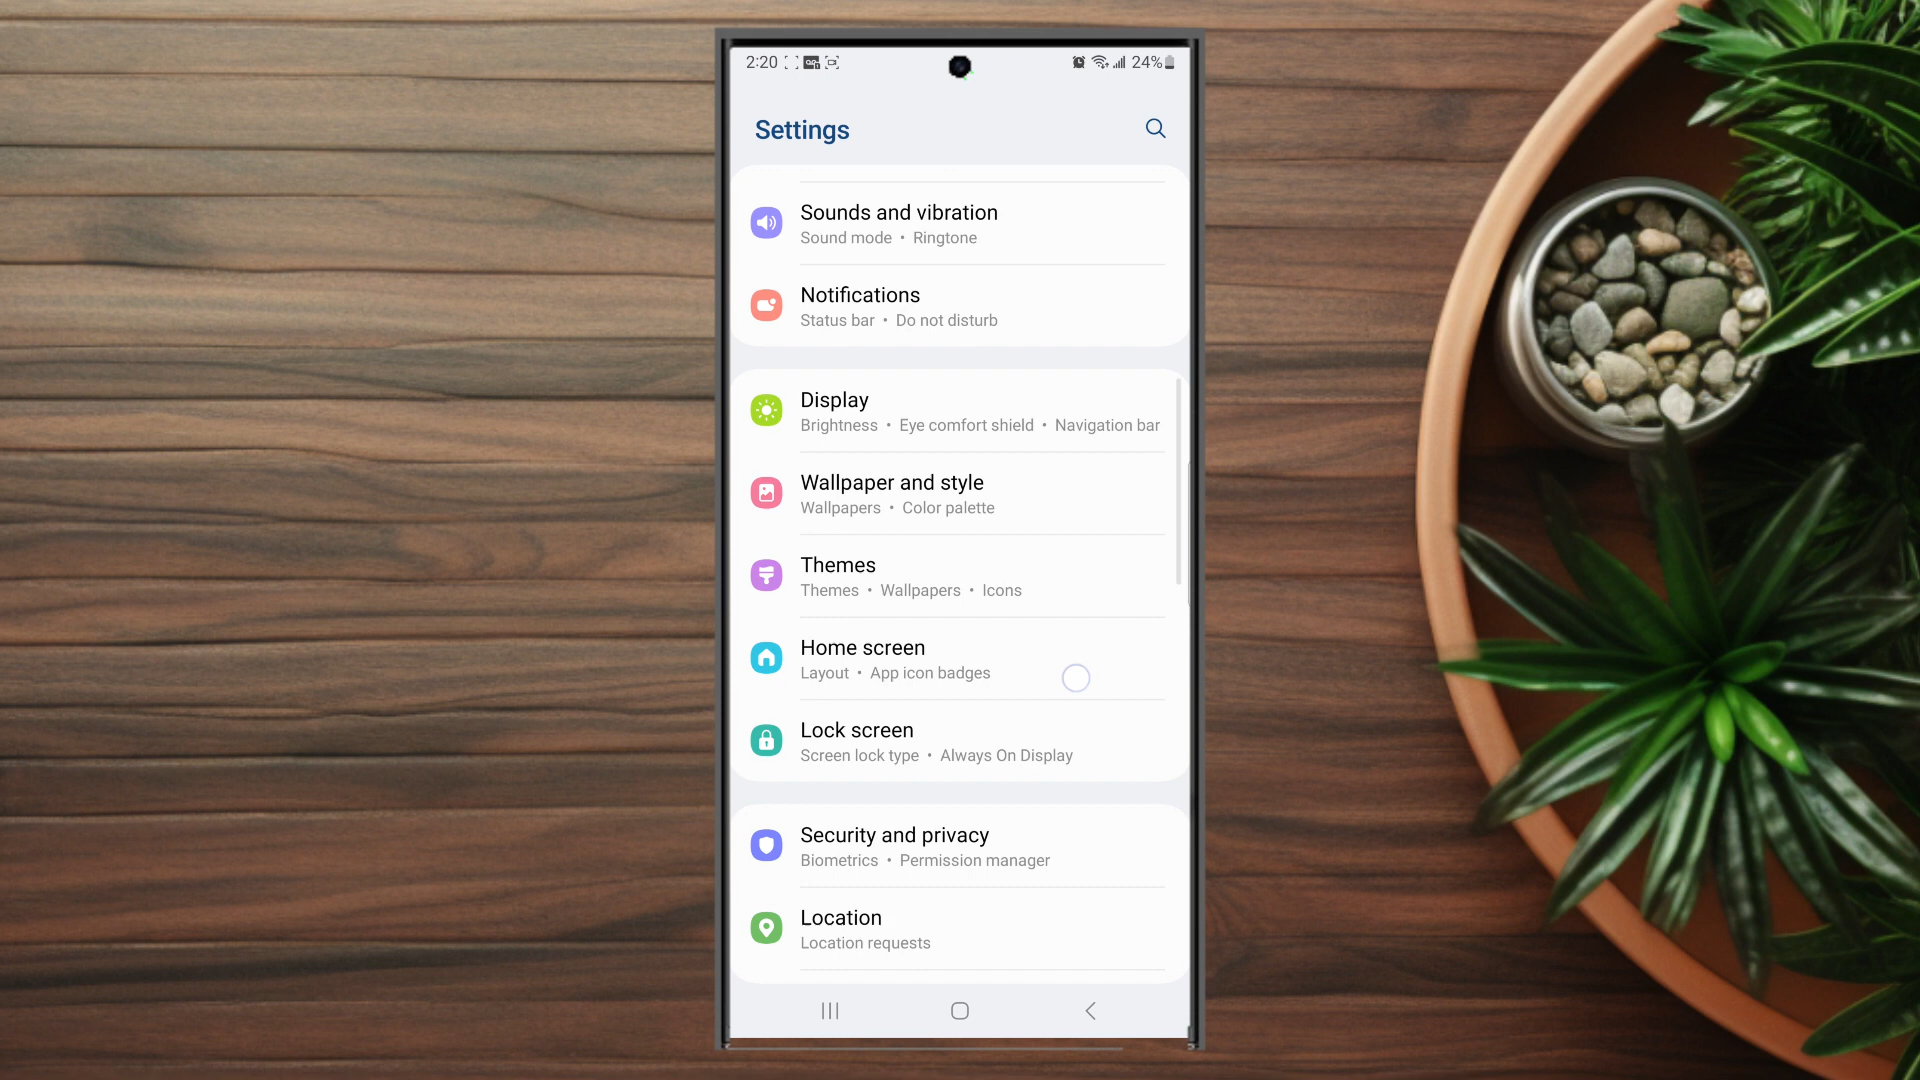 2:20
24%
Settings
Sounds and vibration
Sound mode • Ringtone
Notifications
Status bar • Do not disturb
Display
Brightness • Eye comfort shield • Navigation bar
Wallpaper and style
Wallpapers • Color palette
Themes
Themes • Wallpapers • Icons
Home screen
Layout • App icon badges
Lock screen
Screen lock type • Always On Display
Security and privacy
Biometrics • Permission manager
Location
Location requests